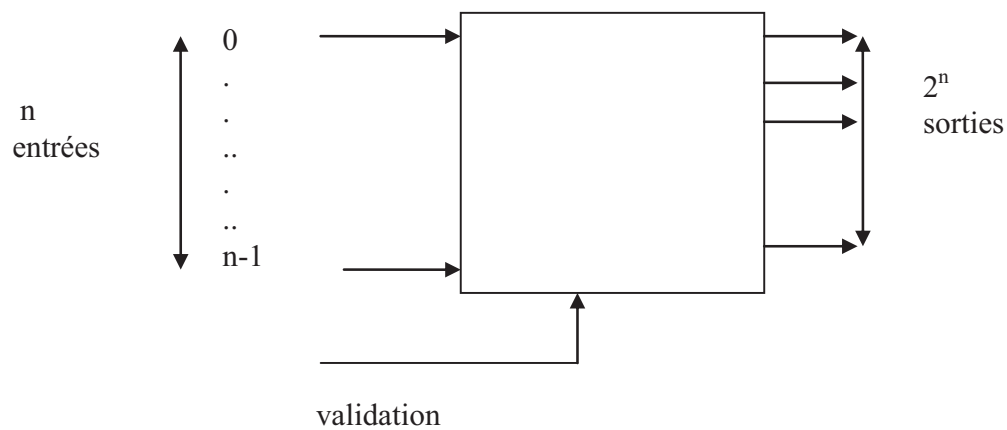 0
.
.
..
.
..
n-1
n
entrées
2ⁿ
sorties
validation